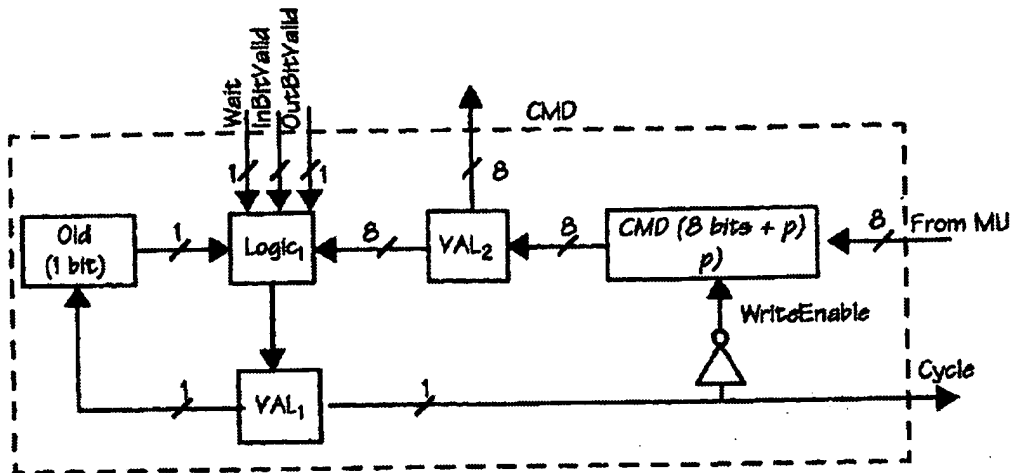 Wait
InBitValid
OutBitValid
CMD
1
1
8
Old
(1 bit)
1
Logic₁
8
VAL₂
8
CMD (8 bits + p)
p)
8
From MU
WriteEnable
1
VAL₁
1
Cycle